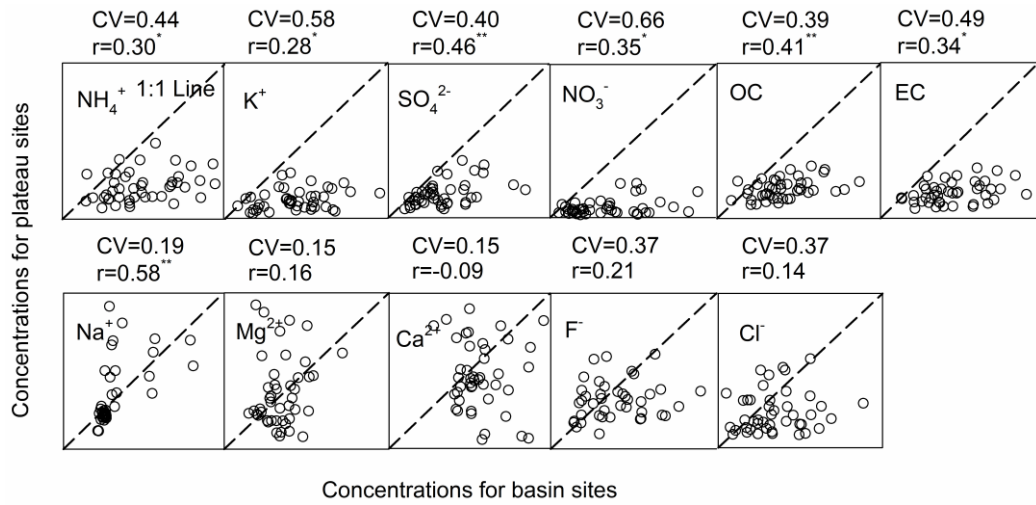 CV=0.44 CV=0.58 CV=0.40 CV=0.66 CV=0.39 CV=0.49
r=0.30* r=0.28* r=0.46** r=0.35* r=0.41** r=0.34*
NH₄⁺ 1:1 Line K⁺ SO₄²⁻ NO₃⁻ OC EC
CV=0.19 CV=0.15 CV=0.15 CV=0.37 CV=0.37
r=0.58** r=0.16 r=-0.09 r=0.21 r=0.14
Na⁺ Mg²⁺ Ca²⁺ F⁻ Cl⁻
Concentrations for plateau sites
Concentrations for basin sites